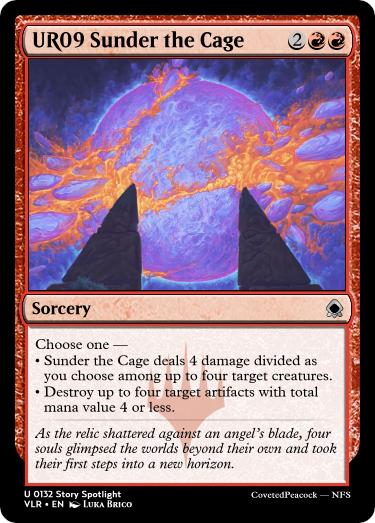 UR09 Sunder the Cage 2
Sorcery
Choose one —
• Sunder the Cage deals 4 damage divided as
you choose among up to four target creatures.
• Destroy up to four target artifacts with total
mana value 4 or less.
As the relic shattered against an angel's blade, four
souls glimpsed the worlds beyond their own and took
their first steps into a new horizon.
U 0132 Story Spotlight
VLR • EN Luka Brico
CovetedPeacock — NFS